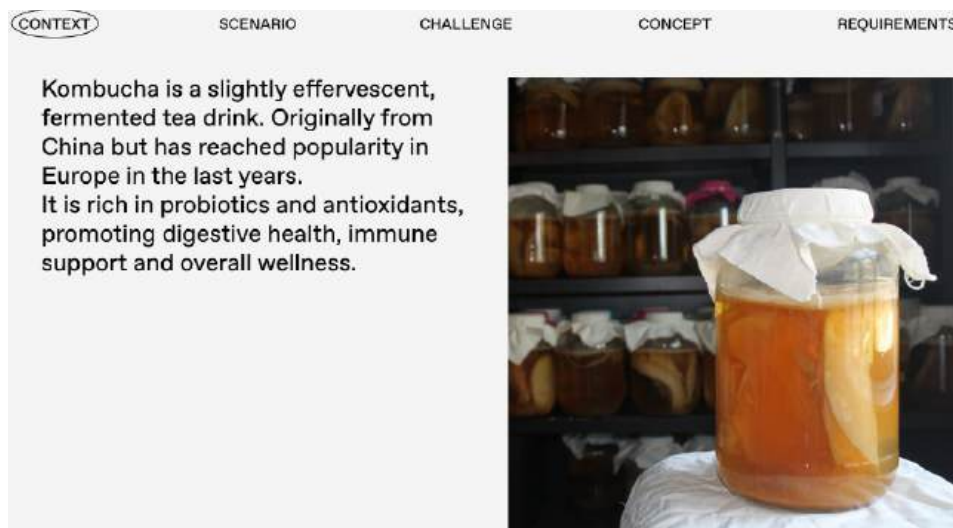 CONTEXT SCENARIO CHALLENGE CONCEPT REQUIREMENTS
Kombucha is a slightly effervescent,
fermented tea drink. Originally from
China but has reached popularity in
Europe in the last years.
It is rich in probiotics and antioxidants,
promoting digestive health, immune
support and overall wellness.